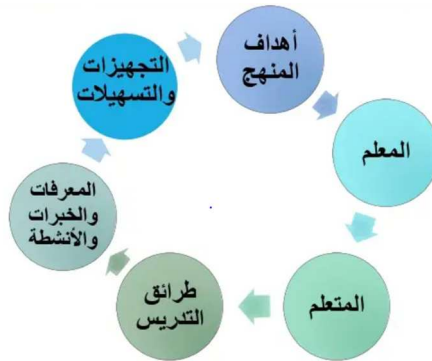 أهداف
المنهج
المعلم
المتعلم
طرائق
التدريس
المعرفات
والخبرات
والأنشطة
التجهيزات
والتسهيلات